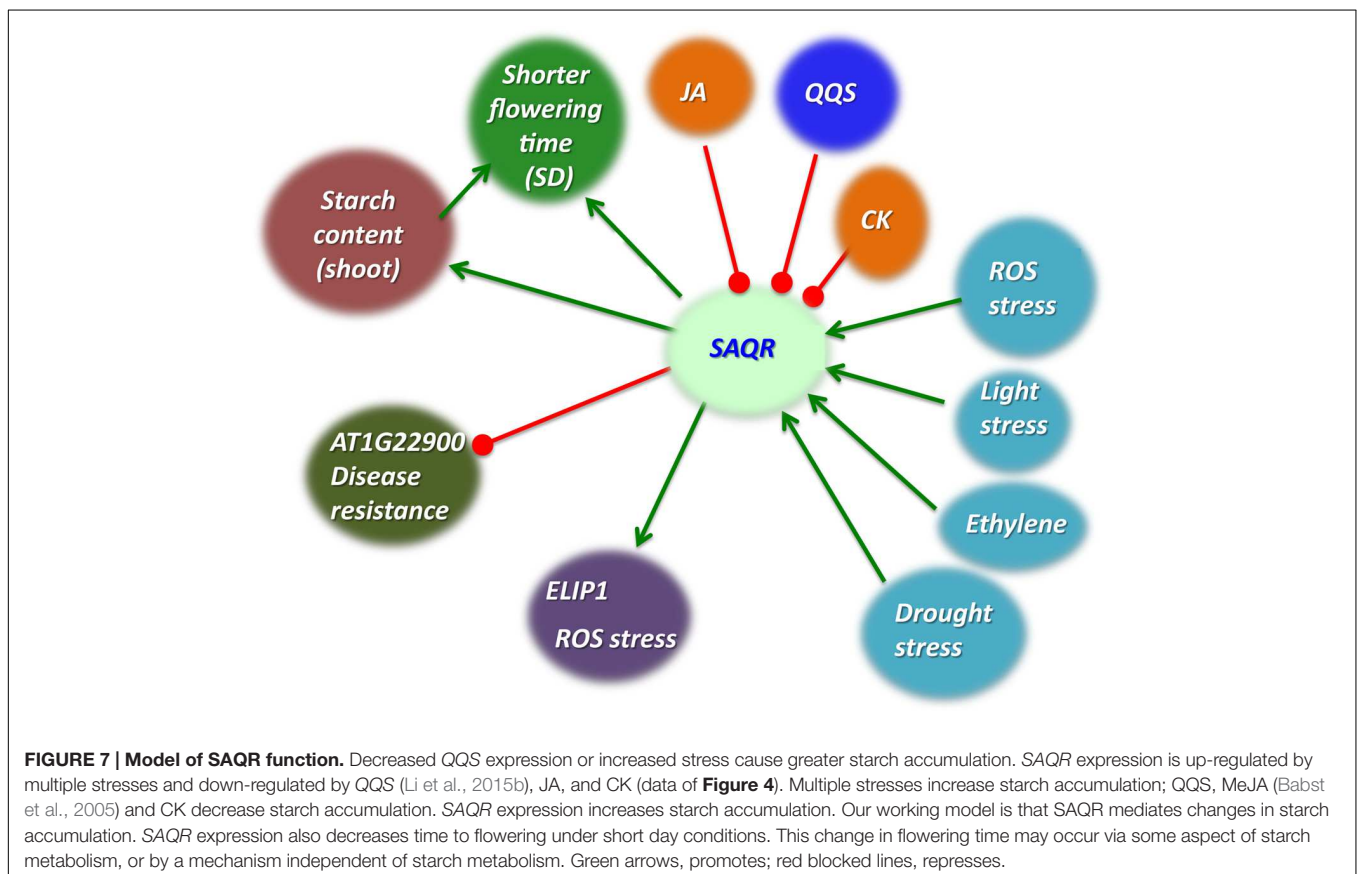 Shorter
flowering
time
(SD)
JA
QQS
Starch
content
(shoot)
CK
ROS
stress
SAQR
Light
stress
AT1G22900
Disease
resistance
Ethylene
ELIP1
ROS stress
Drought
stress
FIGURE 7 | Model of SAQR function. Decreased QQS expression or increased stress cause greater starch accumulation. SAQR expression is up-regulated by
multiple stresses and down-regulated by QQS (Li et al., 2015b), JA, and CK (data of Figure 4). Multiple stresses increase starch accumulation; QQS, MeJA (Babst
et al., 2005) and CK decrease starch accumulation. SAQR expression increases starch accumulation. Our working model is that SAQR mediates changes in starch
accumulation. SAQR expression also decreases time to flowering under short day conditions. This change in flowering time may occur via some aspect of starch
metabolism, or by a mechanism independent of starch metabolism. Green arrows, promotes; red blocked lines, represses.